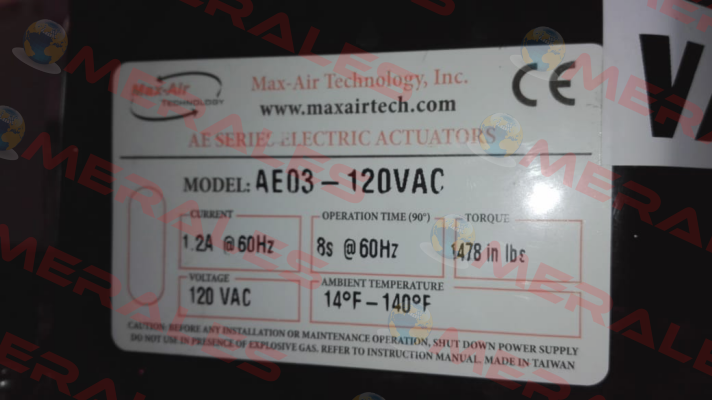 Max-Air
TECHNOLOGY
Max-Air Technology, Inc.
www.maxairtech.com
CE
AE SERIES ELECTRIC ACTUATORS
MODEL: AE03-120VAC
CURRENT
1.2A @ 60Hz
OPERATION TIME (90°)
8s @ 60Hz
TORQUE
1478 in lbs
VOLTAGE
120 VAC
AMBIENT TEMPERATURE
14°F-140°F
CAUTION: BEFORE ANY INSTALLATION OR MAINTENANCE OPERATION, SHUT DOWN POWER SUPPLY
DO NOT USE IN PRESENCE OF EXPLOSIVE GAS. REFER TO INSTRUCTION MANUAL. MADE IN TAIWAN
MERALES